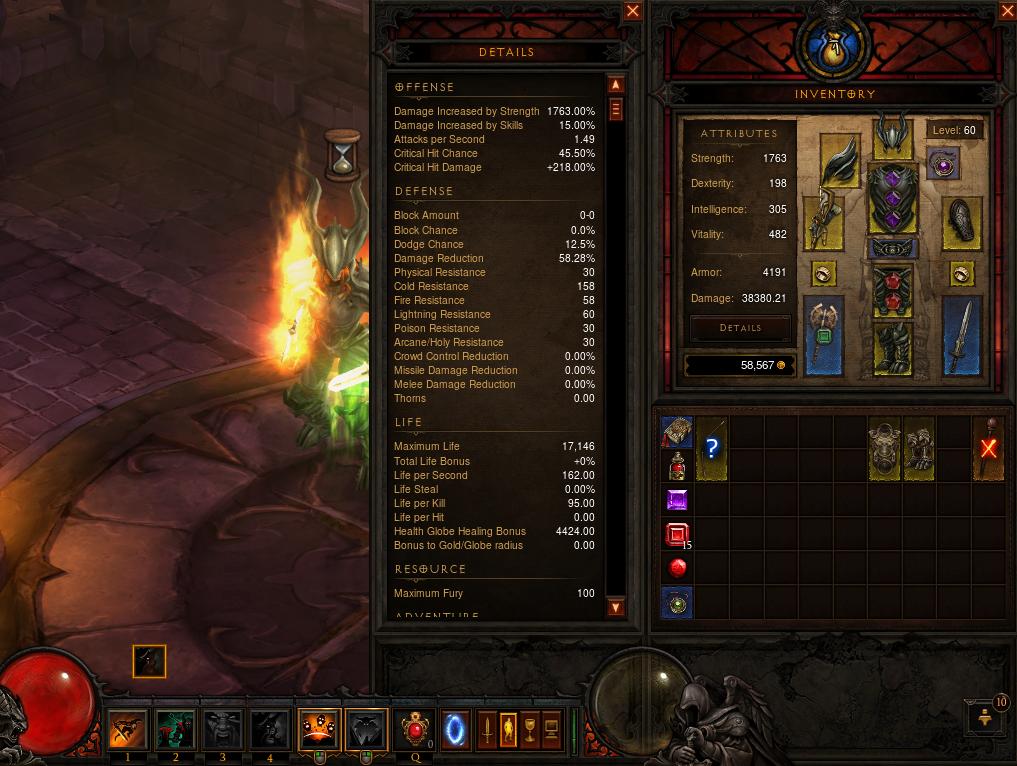 DETAILS
OFFENSE
Damage Increased by Strength 1763.00%
Damage Increased by Skills 15.00%
Attacks per Second 1.49
Critical Hit Chance 45.50%
Critical Hit Damage +218.00%
DEFENSE
Block Amount 0-0
Block Chance 0.0%
Dodge Chance 12.5%
Damage Reduction 58.28%
Physical Resistance 30
Cold Resistance 158
Fire Resistance 58
Lightning Resistance 60
Poison Resistance 30
Arcane/Holy Resistance 30
Crowd Control Reduction 0.00%
Missile Damage Reduction 0.00%
Melee Damage Reduction 0.00%
Thorns 0.00
LIFE
Maximum Life 17,146
Total Life Bonus +0%
Life per Second 162.00
Life Steal 0.00%
Life per Kill 95.00
Life per Hit 0.00
Health Globe Healing Bonus 4424.00
Bonus to Gold/Globe radius 0.00
RESOURCE
Maximum Fury 100
ADVENTURE
INVENTORY
ATTRIBUTES
Level: 60
Strength: 1763
Dexterity: 198
Intelligence: 305
Vitality: 482
Armor: 4191
Damage: 38380.21
DETAILS
58,567
?
15
1
2
3
4
0
Q
10